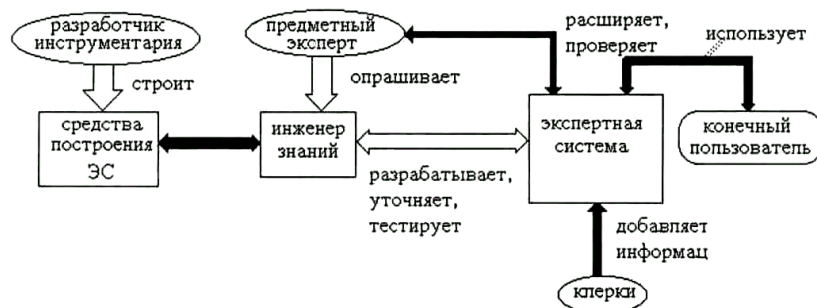 разработчик
инструментария
строит
средства
построения
ЭС
предметный
эксперт
опрашивает
инженер
знаний
разрабатывает,
уточняет,
тестирует
расширяет,
проверяет
экспертная
система
использует
конечный
пользователь
добавляет
информац
клерки